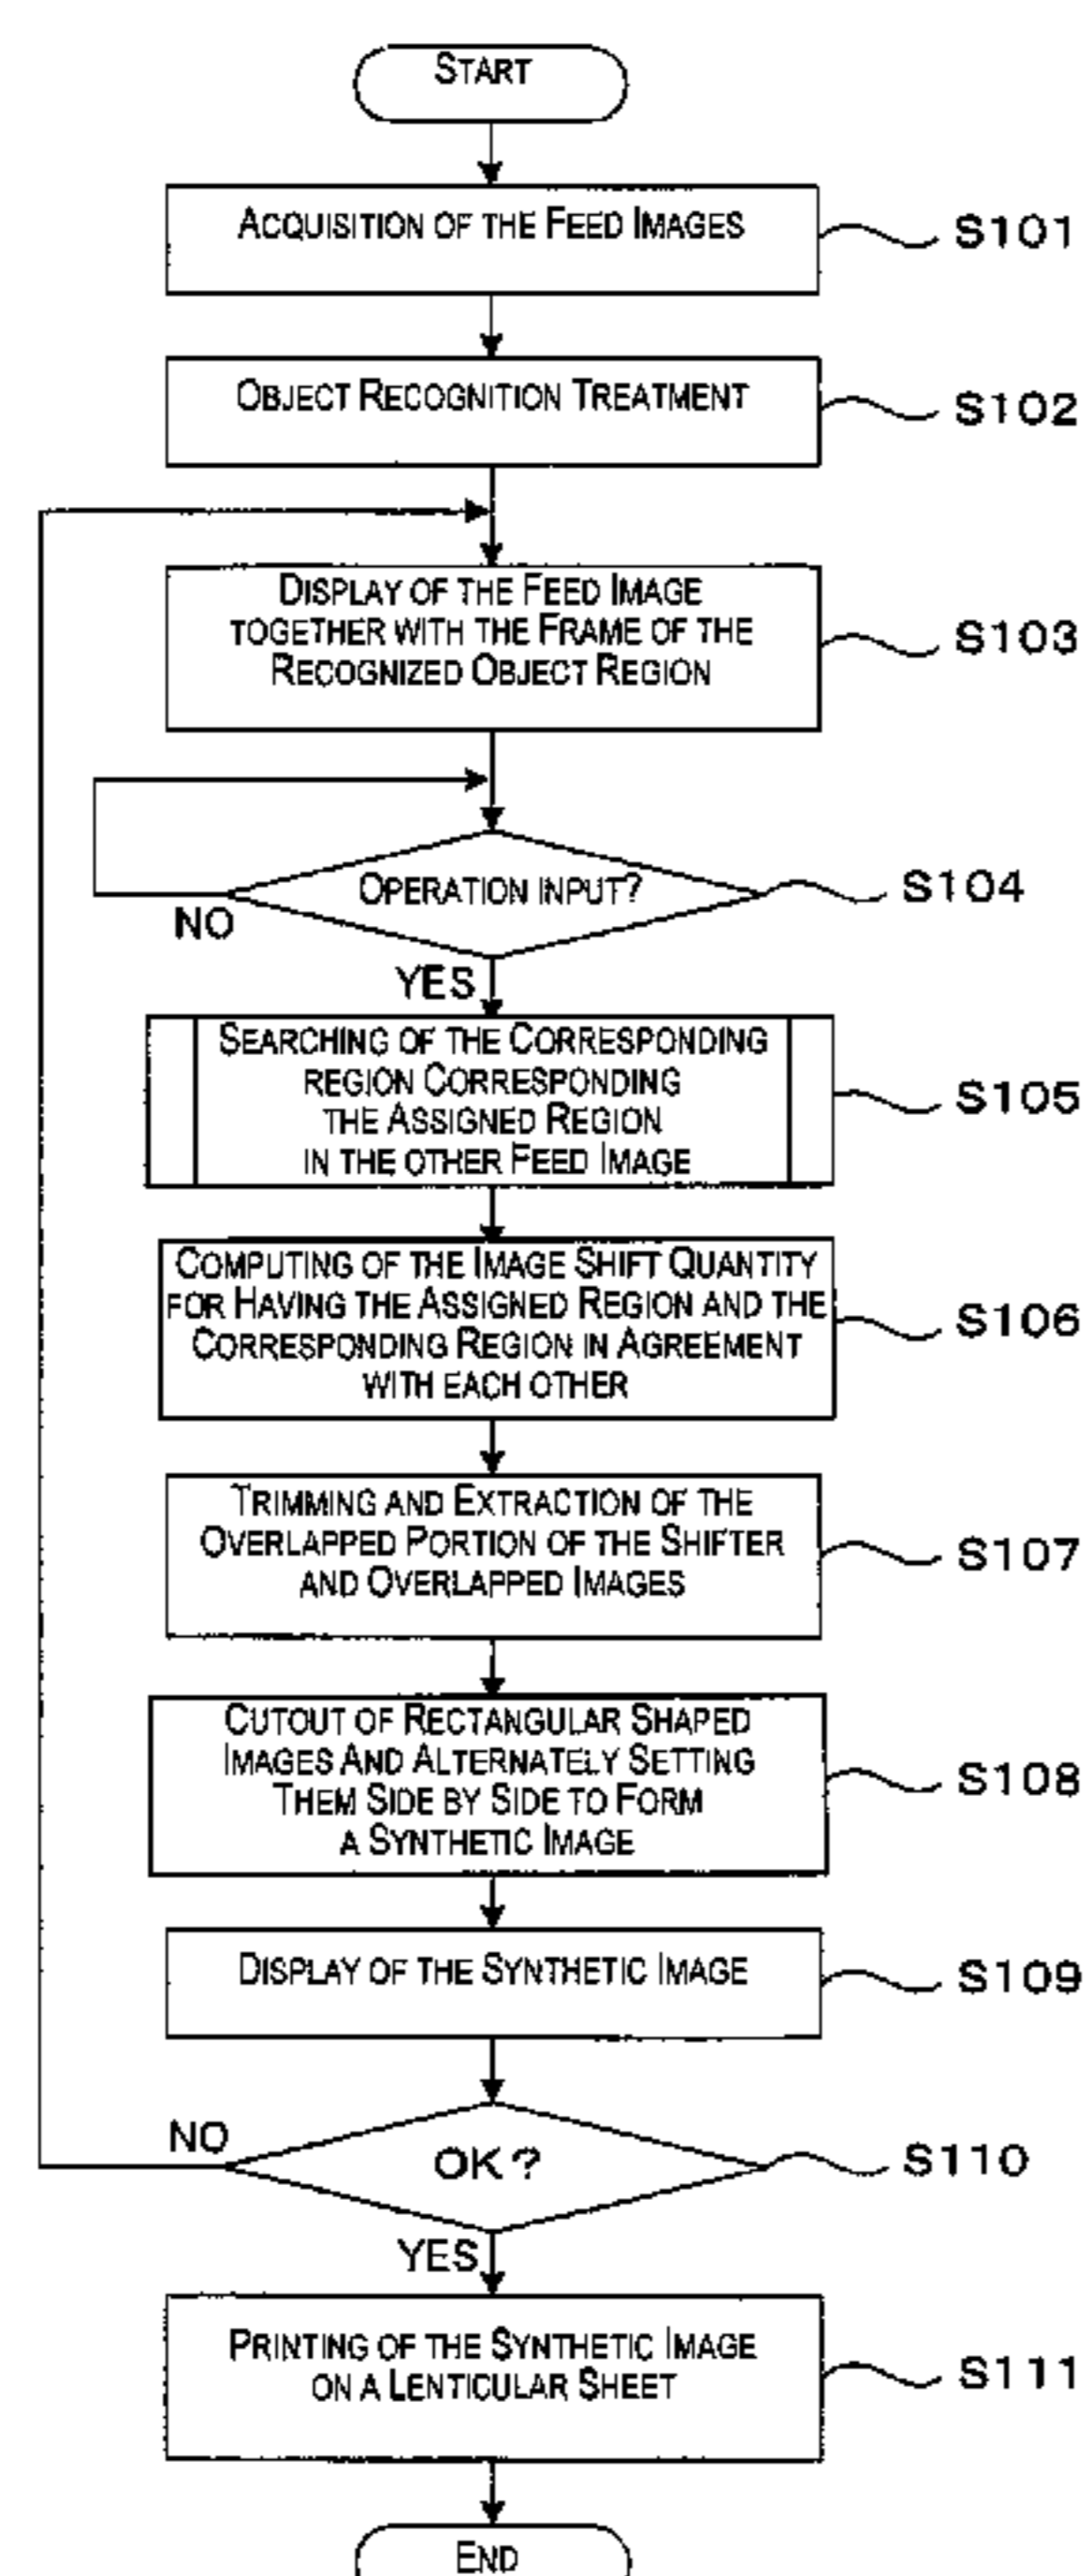 START
ACQUISITION OF THE FEED IMAGES
S101
OBJECT RECOGNITION TREATMENT
S102
DISPLAY OF THE FEED IMAGE
TOGETHER WITH THE FRAME OF THE
RECOGNIZED OBJECT REGION
S103
OPERATION INPUT?
S104
NO
YES
SEARCHING OF THE CORRESPONDING
REGION CORRESPONDING
THE ASSIGNED REGION
IN THE OTHER FEED IMAGE
S105
COMPUTING OF THE IMAGE SHIFT QUANTITY
FOR HAVING THE ASSIGNED REGION AND THE
CORRESPONDING REGION IN AGREEMENT
WITH EACH OTHER
S106
TRIMMING AND EXTRACTION OF THE
OVERLAPPED PORTION OF THE SHIFTER
AND OVERLAPPED IMAGES
S107
CUTOUT OF RECTANGULAR SHAPED
IMAGES AND ALTERNATELY SETTING
THEM SIDE BY SIDE TO FORM
A SYNTHETIC IMAGE
S108
DISPLAY OF THE SYNTHETIC IMAGE
S109
NO
OK?
S110
YES
PRINTING OF THE SYNTHETIC IMAGE
ON A LENTICULAR SHEET
S111
END